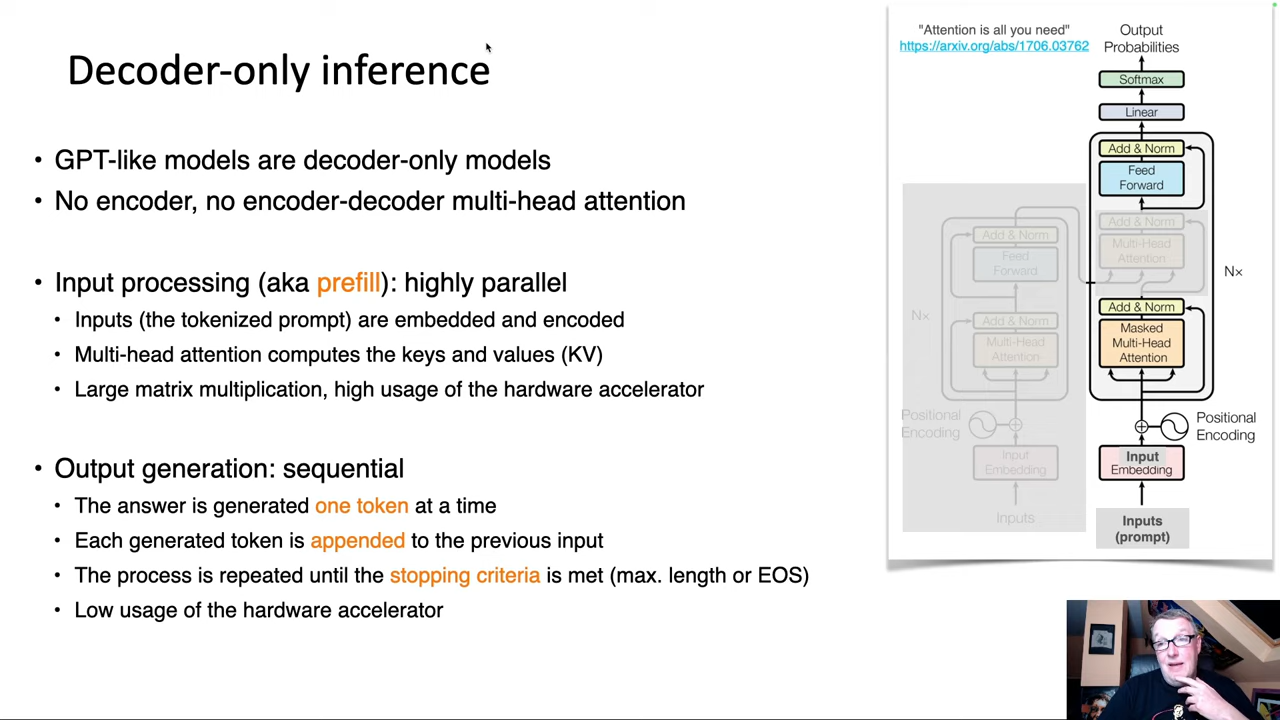 Decoder-only inference
• GPT-like models are decoder-only models
• No encoder, no encoder-decoder multi-head attention
• Input processing (aka prefill): highly parallel
• Inputs (the tokenized prompt) are embedded and encoded
• Multi-head attention computes the keys and values (KV)
• Large matrix multiplication, high usage of the hardware accelerator
• Output generation: sequential
• The answer is generated one token at a time
• Each generated token is appended to the previous input
• The process is repeated until the stopping criteria is met (max. length or EOS)
• Low usage of the hardware accelerator
"Attention is all you need"
https://arxiv.org/abs/1706.03762
Output
Probabilities
Softmax
Linear
Add & Norm
Feed
Forward
Add & Norm
Multi-Head
Attention
Add & Norm
Masked
Multi-Head
Attention
N×
Positional
Encoding
Input
Embedding
Inputs
(prompt)
Add & Norm
Feed
Forward
N×
Add & Norm
Multi-Head
Attention
Positional
Encoding
Input
Embedding
Inputs